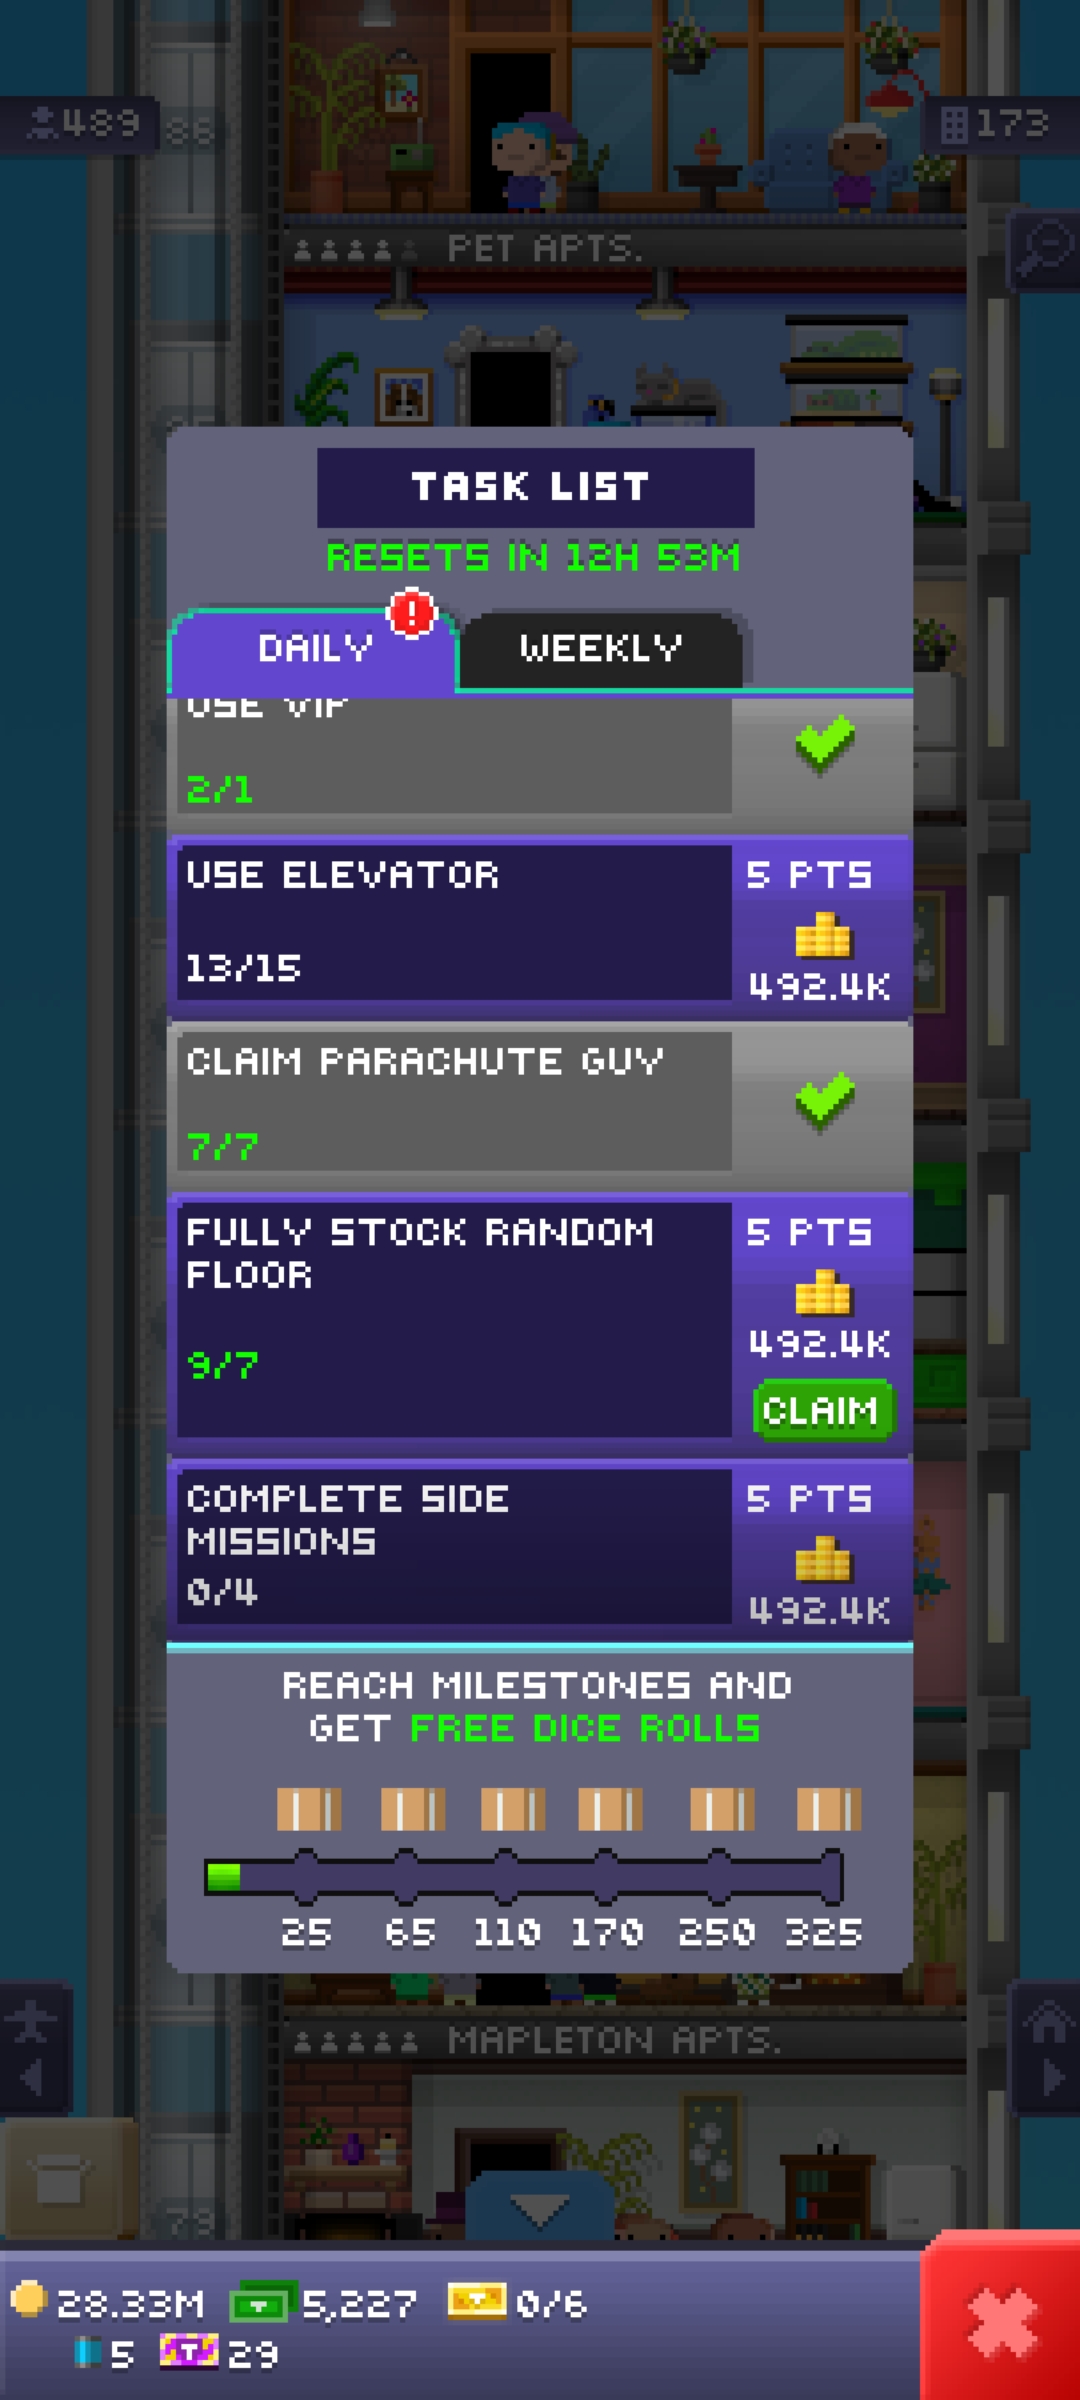 489
86
173
PET APTS.
TASK LIST
RESETS IN 12H 53M
!
DAILY
WEEKLY
USE VIP
2/1
USE ELEVATOR
5 PTS
13/15
492.4K
CLAIM PARACHUTE GUY
7/7
FULLY STOCK RANDOM
FLOOR
5 PTS
9/7
492.4K
CLAIM
COMPLETE SIDE
MISSIONS
5 PTS
0/4
492.4K
REACH MILESTONES AND
GET FREE DICE ROLLS
25 65 110 170 250 325
MAPLETON APTS.
78
28.33M 5,227 0/6
5 T 29